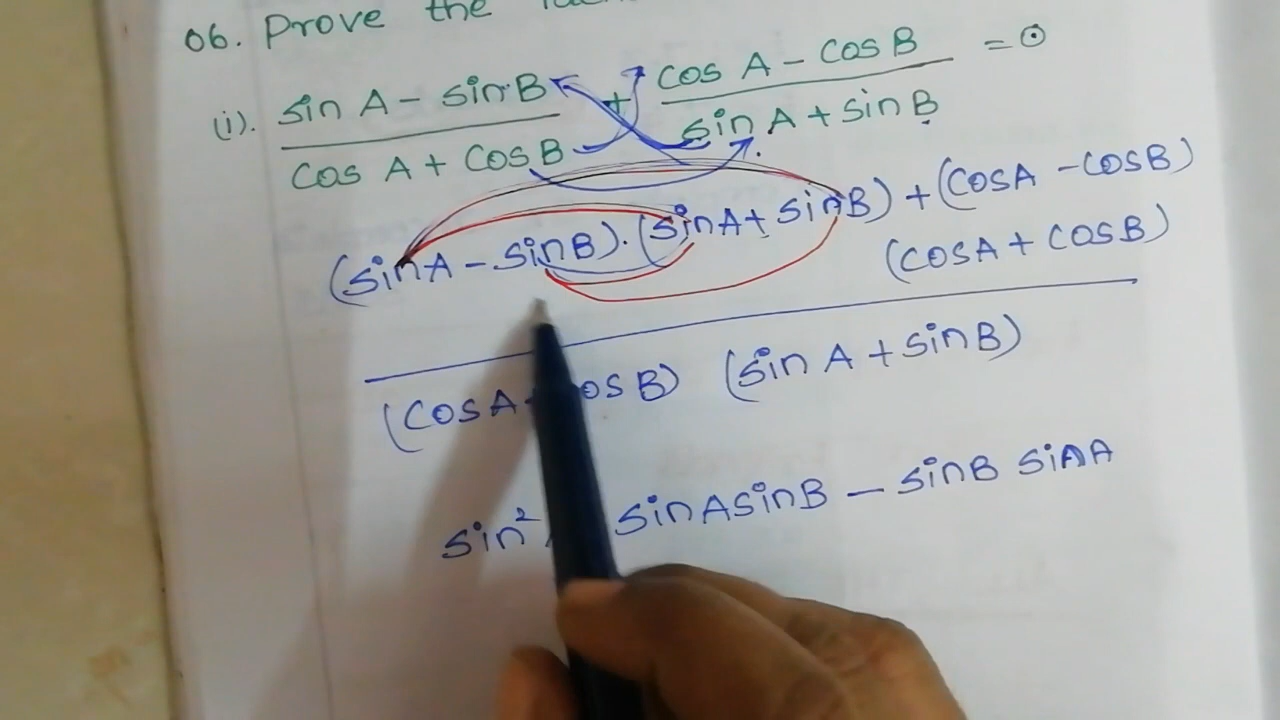 06. Prove the
(i). sin A - sin B + cos A - cos B = 0
cos A + cos B sin A + sin B
(sin A - sin B).(sin A + sin B) + (cos A - cos B)
(cos A + cos B)
(cos A cos B) (sin A + sin B)
sin² sin A sin B - sin B sin A